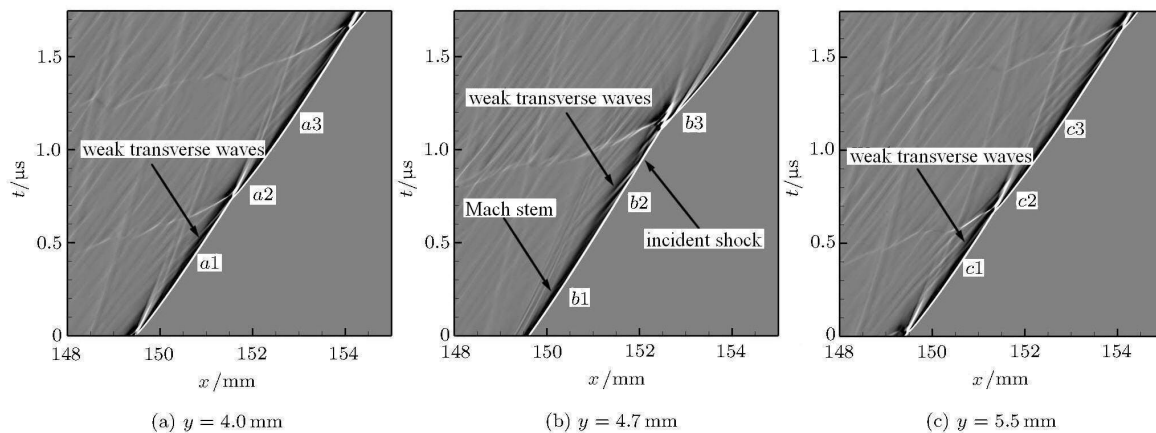 1.5
1.0
0.5
0
t/μs
weak transverse waves
a3
a2
a1
148 150 152 154
x/mm
(a) y = 4.0 mm
1.5
1.0
0.5
0
t/μs
weak transverse waves
b3
b2
Mach stem
incident shock
b1
148 150 152 154
x/mm
(b) y = 4.7 mm
1.5
1.0
0.5
0
t/μs
c3
weak transverse waves
c2
c1
148 150 152 154
x/mm
(c) y = 5.5 mm